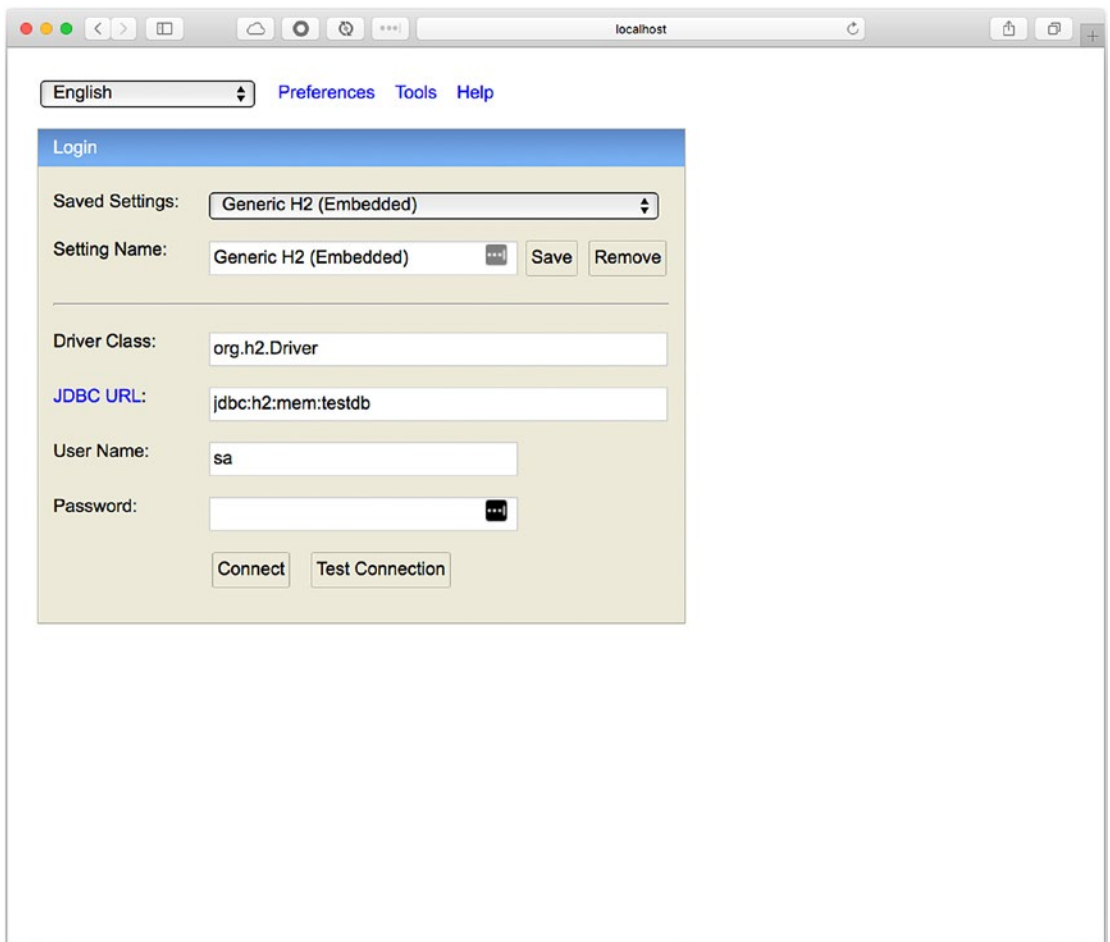 localhost
English Preferences Tools Help
Login
Saved Settings: Generic H2 (Embedded)
Setting Name: Generic H2 (Embedded) Save Remove
Driver Class: org.h2.Driver
JDBC URL: jdbc:h2:mem:testdb
User Name: sa
Password:
Connect Test Connection